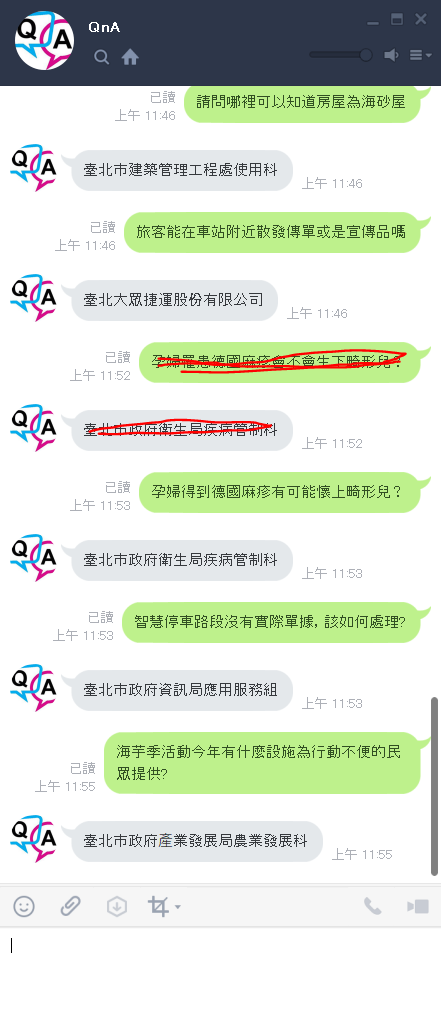 QnA
QA
已讀
請問哪裡可以知道房屋為海砂屋
上午 11:46
QA
臺北市建築管理工程處使用科
上午 11:46
已讀
旅客能在車站附近散發傳單或是宣傳品嗎
上午 11:46
QA
臺北大眾捷運股份有限公司
上午 11:46
已讀
孕婦罹患德國麻疹會不會生下畸形兒？
上午 11:52
QA
臺北市政府衛生局疾病管制科
上午 11:52
已讀
孕婦得到德國麻疹有可能懷上畸形兒？
上午 11:53
QA
臺北市政府衛生局疾病管制科
上午 11:53
已讀
智慧停車路段沒有實際單據, 該如何處理?
上午 11:53
QA
臺北市政府資訊局應用服務組
上午 11:53
海芋季活動今年有什麼設施為行動不便的民
已讀
眾提供?
上午 11:55
QA
臺北市政府產業發展局農業發展科
上午 11:55